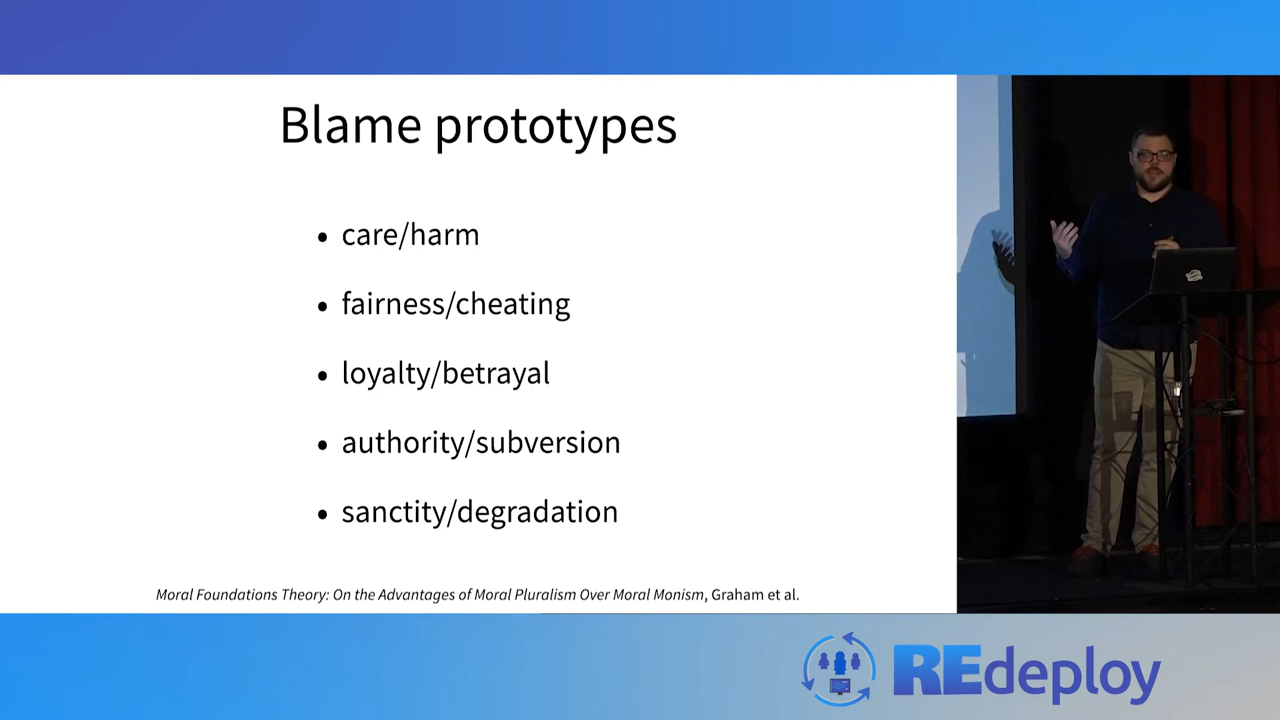 Blame prototypes
• care/harm
• fairness/cheating
• loyalty/betrayal
• authority/subversion
• sanctity/degradation
Moral Foundations Theory: On the Advantages of Moral Pluralism Over Moral Monism, Graham et al.
REdeploy